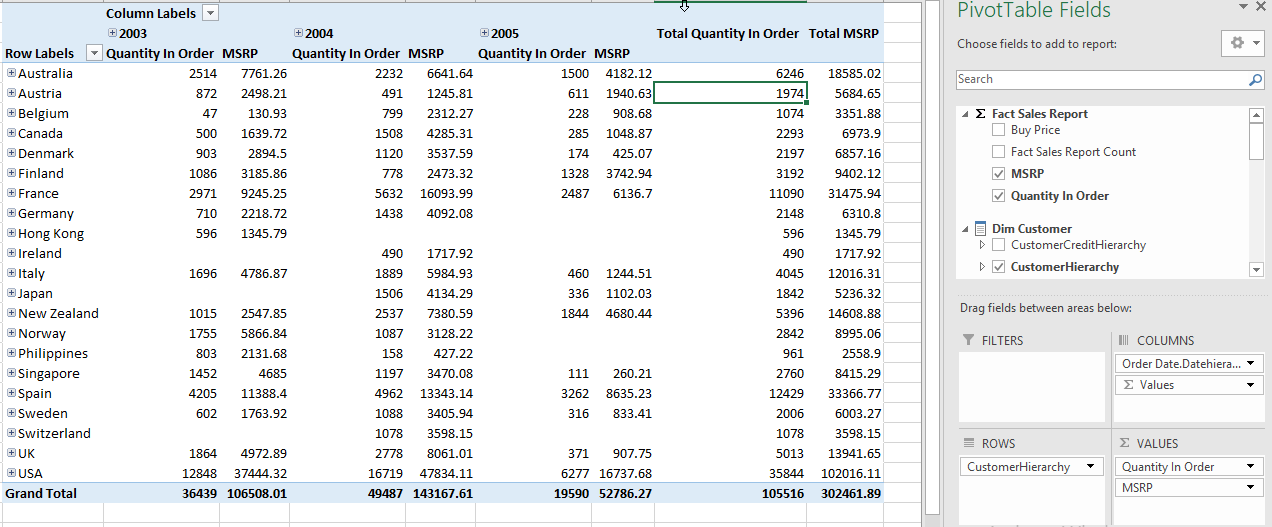 Column Labels
2003 2004 2005 Total Quantity In Order Total MSRP
Row Labels Quantity In Order MSRP Quantity In Order MSRP Quantity In Order MSRP
Australia 2514 7761.26 2232 6641.64 1500 4182.12 6246 18585.02
Austria 872 2498.21 491 1245.81 611 1940.63 1974 5684.65
Belgium 47 130.93 799 2312.27 228 908.68 1074 3351.88
Canada 500 1639.72 1508 4285.31 285 1048.87 2293 6973.9
Denmark 903 2894.5 1120 3537.59 174 425.07 2197 6857.16
Finland 1086 3185.86 778 2473.32 1328 3742.94 3192 9402.12
France 2971 9245.25 5632 16093.99 2487 6136.7 11090 31475.94
Germany 710 2218.72 1438 4092.08 2148 6310.8
Hong Kong 596 1345.79 596 1345.79
Ireland 490 1717.92 490 1717.92
Italy 1696 4786.87 1889 5984.93 460 1244.51 4045 12016.31
Japan 1506 4134.29 336 1102.03 1842 5236.32
New Zealand 1015 2547.85 2537 7380.59 1844 4680.44 5396 14608.88
Norway 1755 5866.84 1087 3128.22 2842 8995.06
Philippines 803 2131.68 158 427.22 961 2558.9
Singapore 1452 4685 1197 3470.08 111 260.21 2760 8415.29
Spain 4205 11388.4 4962 13343.14 3262 8635.23 12429 33366.77
Sweden 602 1763.92 1088 3405.94 316 833.41 2006 6003.27
Switzerland 1078 3598.15 1078 3598.15
UK 1864 4972.89 2778 8061.01 371 907.75 5013 13941.65
USA 12848 37444.32 16719 47834.11 6277 16737.68 35844 102016.11
Grand Total 36439 106508.01 49487 143167.61 19590 52786.27 105516 302461.89
PivotTable Fields
Choose fields to add to report:
Search
Σ Fact Sales Report
Buy Price
Fact Sales Report Count
MSRP
Quantity In Order
Dim Customer
CustomerCreditHierarchy
CustomerHierarchy
Drag fields between areas below:
FILTERS
COLUMNS
Order Date.Datehiera...
Σ Values
ROWS
CustomerHierarchy
Σ VALUES
Quantity In Order
MSRP